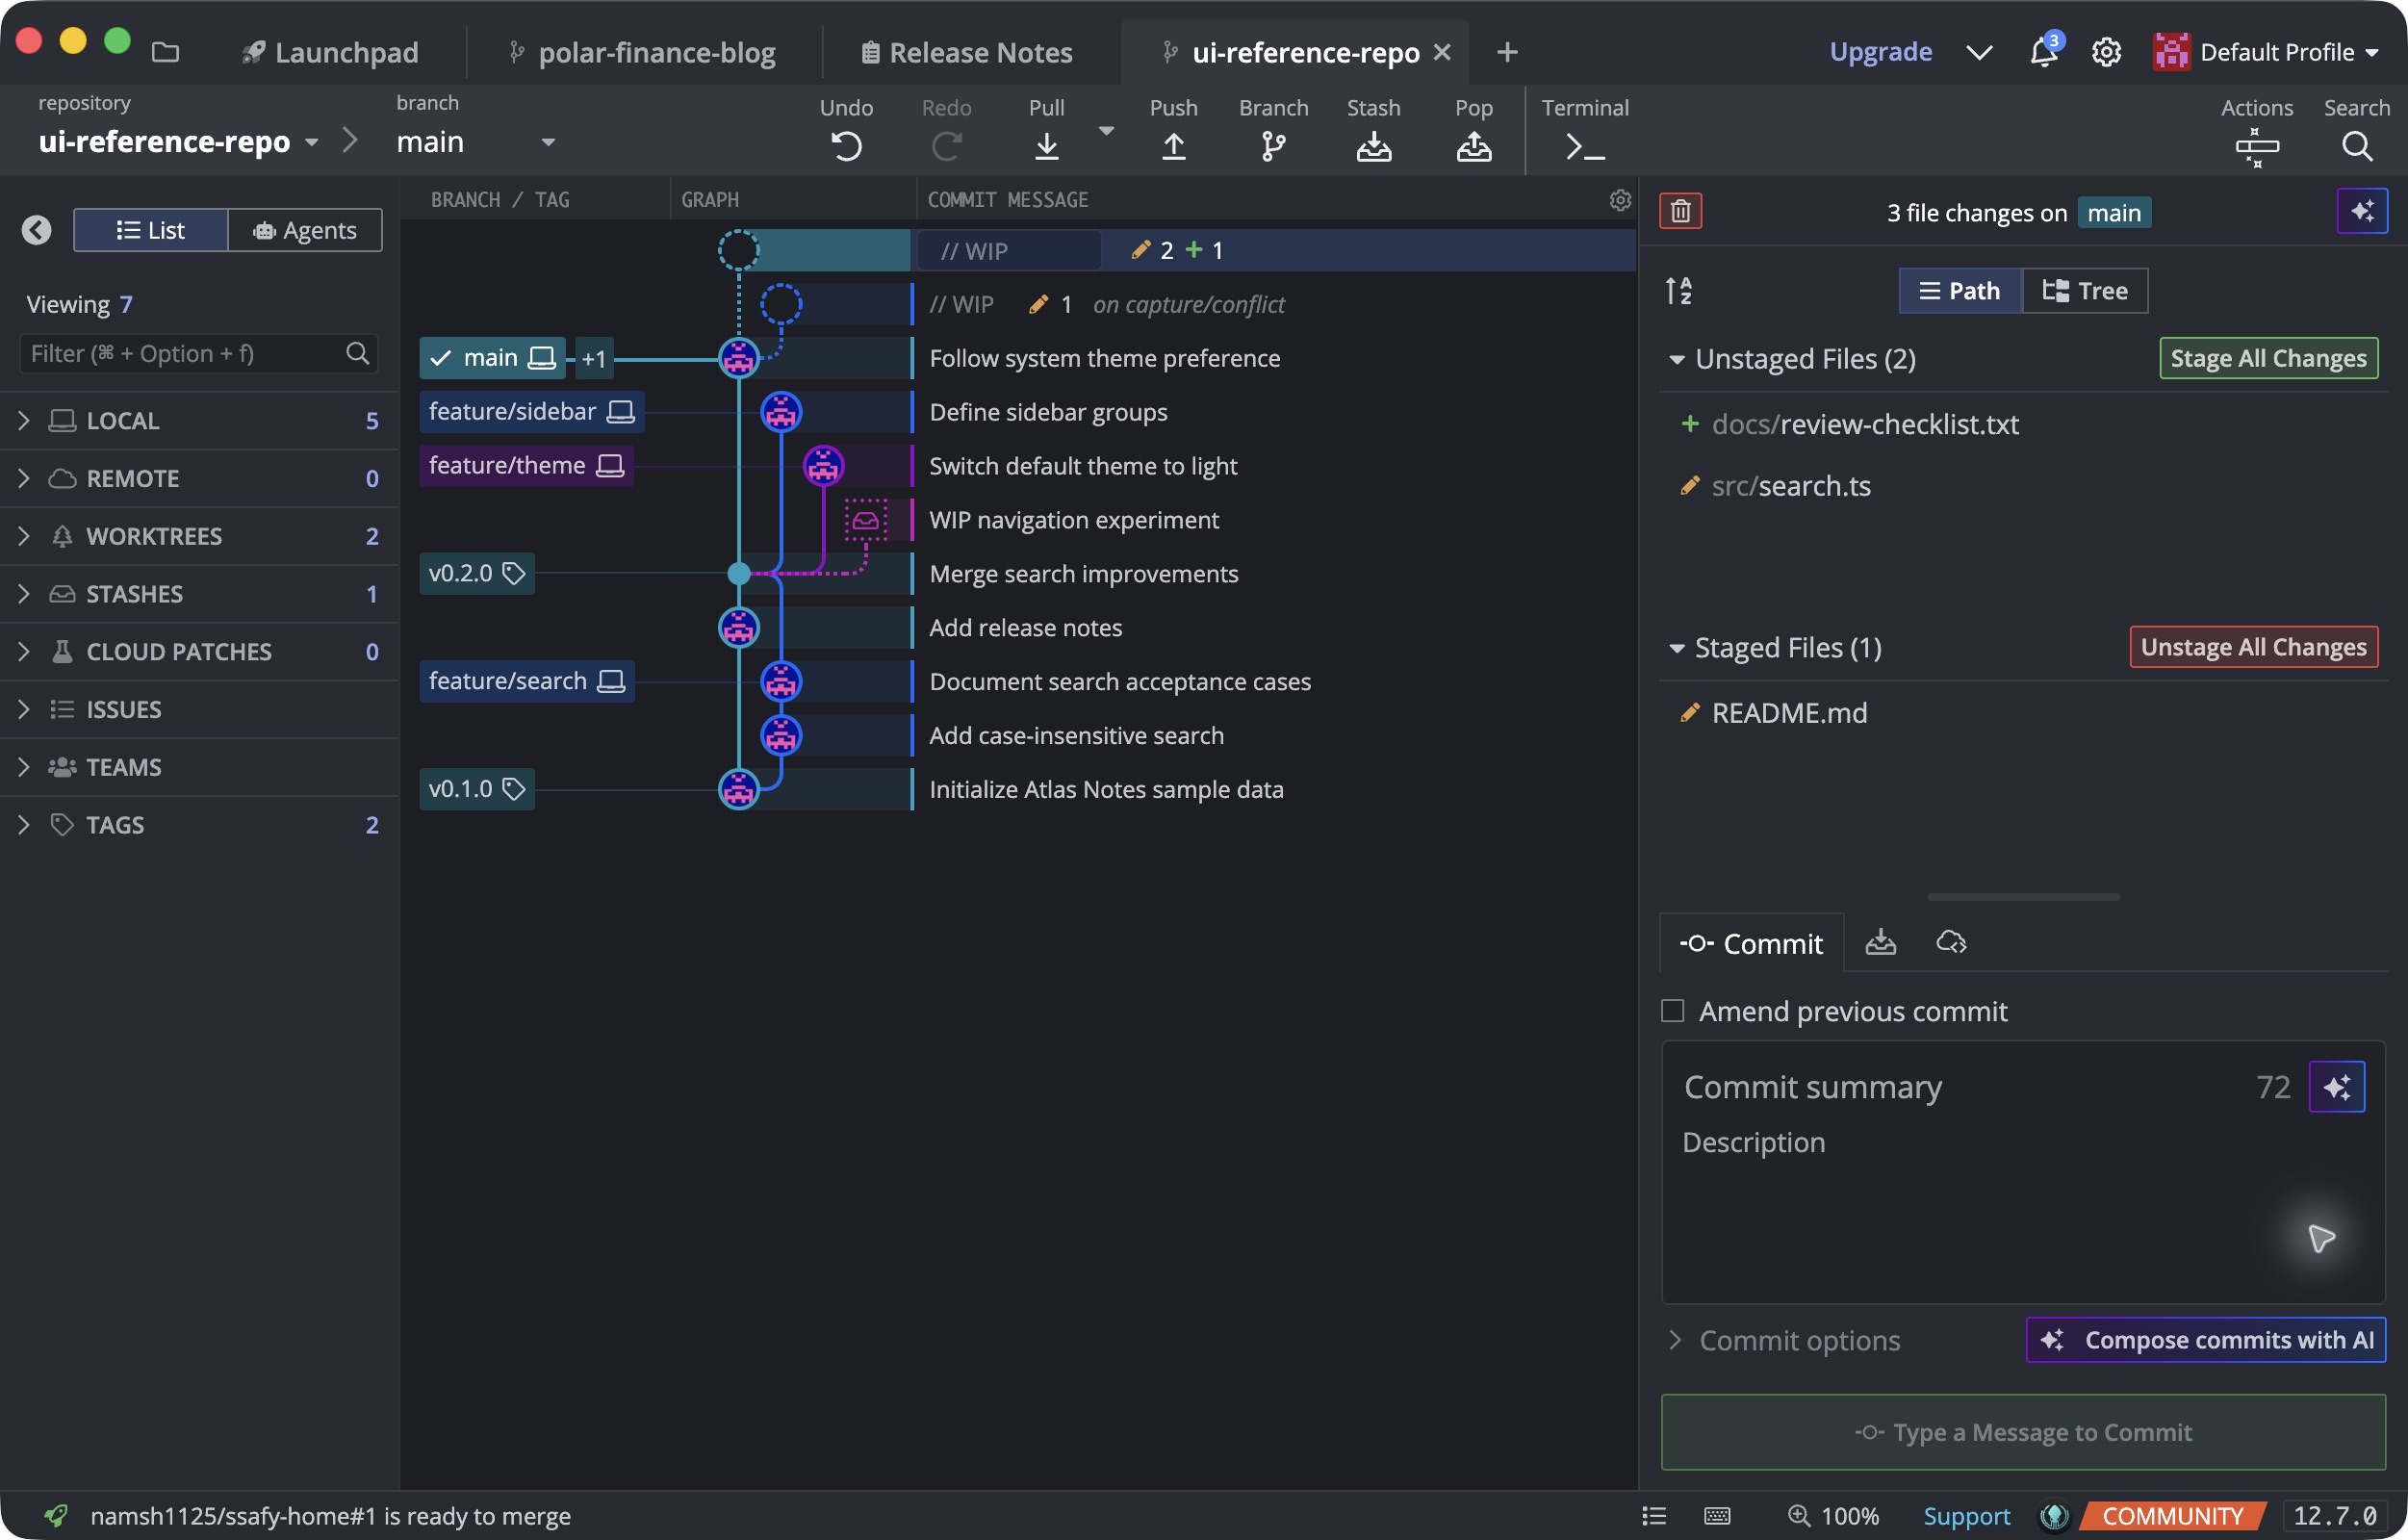 Launchpad
polar-finance-blog
Release Notes
ui-reference-repo
Upgrade
3
Default Profile
repository
ui-reference-repo
branch
main
Undo
Redo
Pull
Push
Branch
Stash
Pop
Terminal
Actions
Search
List
Agents
Viewing 7
Filter (⌘ + Option + f)
LOCAL 5
REMOTE 0
WORKTREES 2
STASHES 1
CLOUD PATCHES 0
ISSUES
TEAMS
TAGS 2
BRANCH / TAG
GRAPH
COMMIT MESSAGE
// WIP 2 + 1
// WIP 1 on capture/conflict
main +1 Follow system theme preference
feature/sidebar Define sidebar groups
feature/theme Switch default theme to light
WIP navigation experiment
v0.2.0 Merge search improvements
Add release notes
feature/search Document search acceptance cases
Add case-insensitive search
v0.1.0 Initialize Atlas Notes sample data
3 file changes on main
A
Z
Path
Tree
Unstaged Files (2)
Stage All Changes
+ docs/review-checklist.txt
src/search.ts
Staged Files (1)
Unstage All Changes
README.md
Commit
Amend previous commit
Commit summary 72
Description
Commit options
Compose commits with AI
Type a Message to Commit
namsh1125/ssafy-home#1 is ready to merge
100%
Support
COMMUNITY
12.7.0